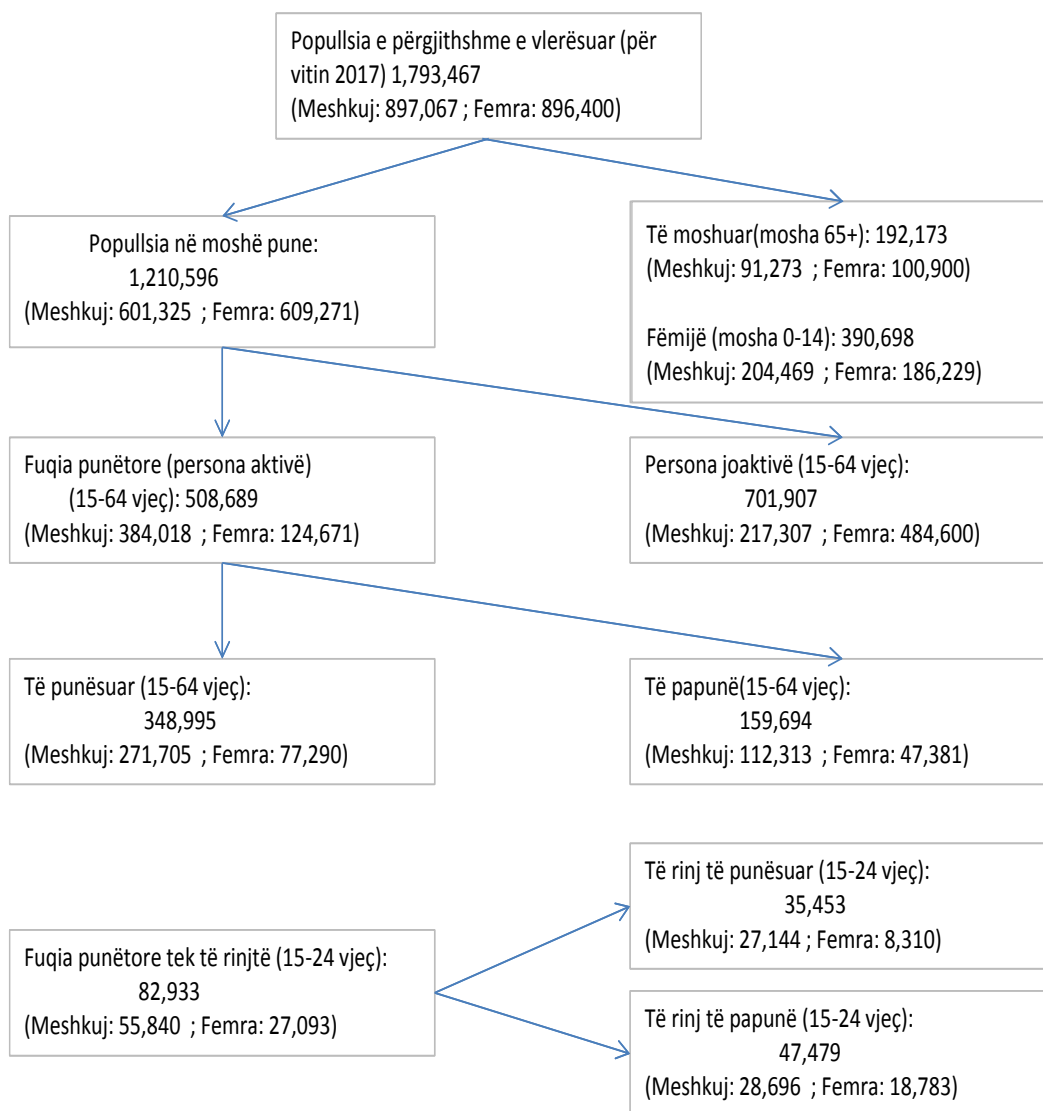 Popullsia e përgjithshme e vlerësuar (për
vitin 2017) 1,793,467
(Meshkuj: 897,067 ; Femra: 896,400)
Popullsia në moshë pune:
1,210,596
(Meshkuj: 601,325  ; Femra: 609,271)
Të moshuar(mosha 65+): 192,173
(Meshkuj: 91,273  ; Femra: 100,900)
Fëmijë (mosha 0-14): 390,698
(Meshkuj: 204,469  ; Femra: 186,229)
Fuqia punëtore (persona aktivë)
(15-64 vjeç): 508,689
(Meshkuj: 384,018  ; Femra: 124,671)
Persona joaktivë (15-64 vjeç):
701,907
(Meshkuj: 217,307  ; Femra: 484,600)
Të punësuar (15-64 vjeç):
348,995
(Meshkuj: 271,705  ; Femra: 77,290)
Të papunë(15-64 vjeç):
159,694
(Meshkuj: 112,313  ; Femra: 47,381)
Fuqia punëtore tek të rinjtë (15-24 vjeç):
82,933
(Meshkuj: 55,840  ; Femra: 27,093)
Të rinj të punësuar (15-24 vjeç):
35,453
(Meshkuj: 27,144 ; Femra: 8,310)
Të rinj të papunë (15-24 vjeç):
47,479
(Meshkuj: 28,696  ; Femra: 18,783)